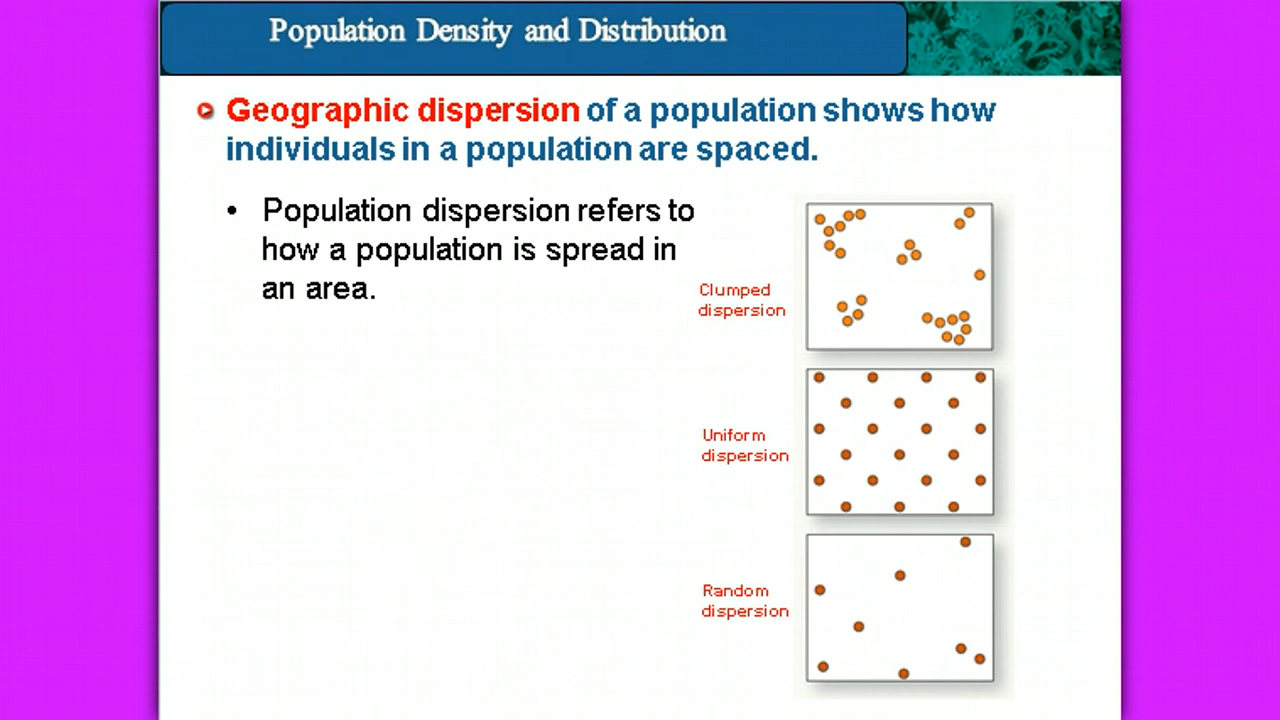 Population Density and Distribution
Geographic dispersion of a population shows how
individuals in a population are spaced.
• Population dispersion refers to
how a population is spread in
an area.
Clumped
dispersion
Uniform
dispersion
Random
dispersion